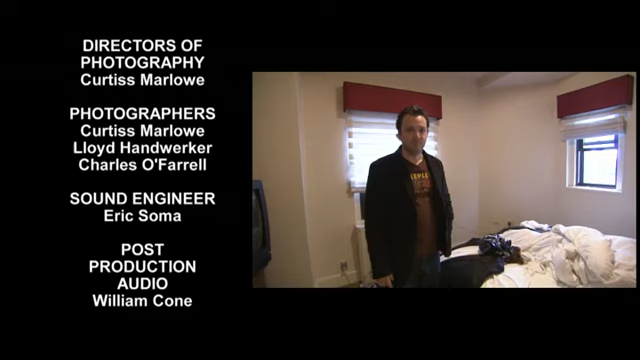 DIRECTORS OF
PHOTOGRAPHY
Curtiss Marlowe
PHOTOGRAPHERS
Curtiss Marlowe
Lloyd Handwerker
Charles O'Farrell
SOUND ENGINEER
Eric Soma
POST
PRODUCTION
AUDIO
William Cone